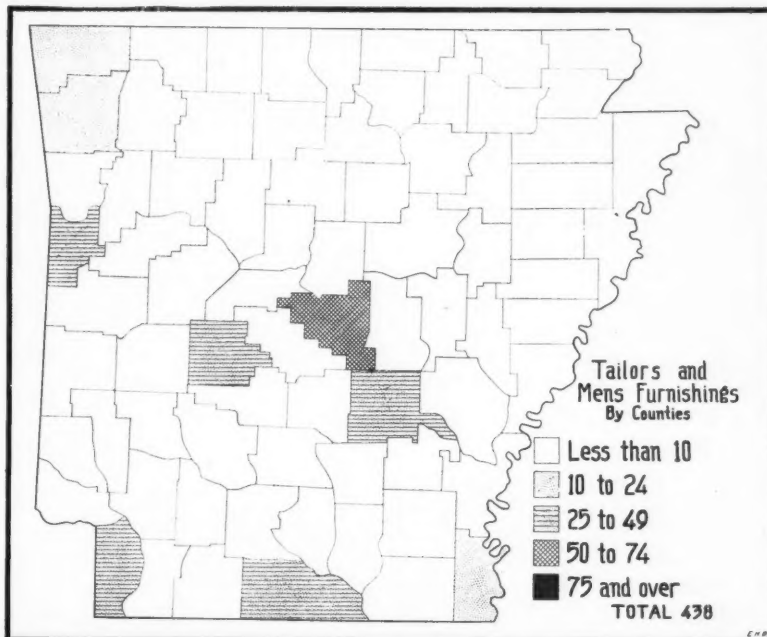 Tailors and
Mens Furnishings
By Counties
Less than 10
10 to 24
25 to 49
50 to 74
75 and over
TOTAL 438
E.M.B.